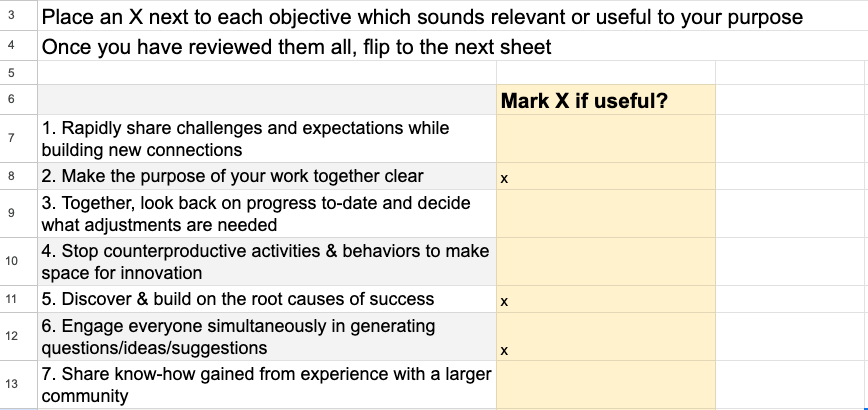 3 Place an X next to each objective which sounds relevant or useful to your purpose
4 Once you have reviewed them all, flip to the next sheet
5
6 Mark X if useful?
7 1. Rapidly share challenges and expectations while
building new connections
8 2. Make the purpose of your work together clear x
9 3. Together, look back on progress to-date and decide
what adjustments are needed
10 4. Stop counterproductive activities & behaviors to make
space for innovation
11 5. Discover & build on the root causes of success x
12 6. Engage everyone simultaneously in generating
questions/ideas/suggestions x
13 7. Share know-how gained from experience with a larger
community